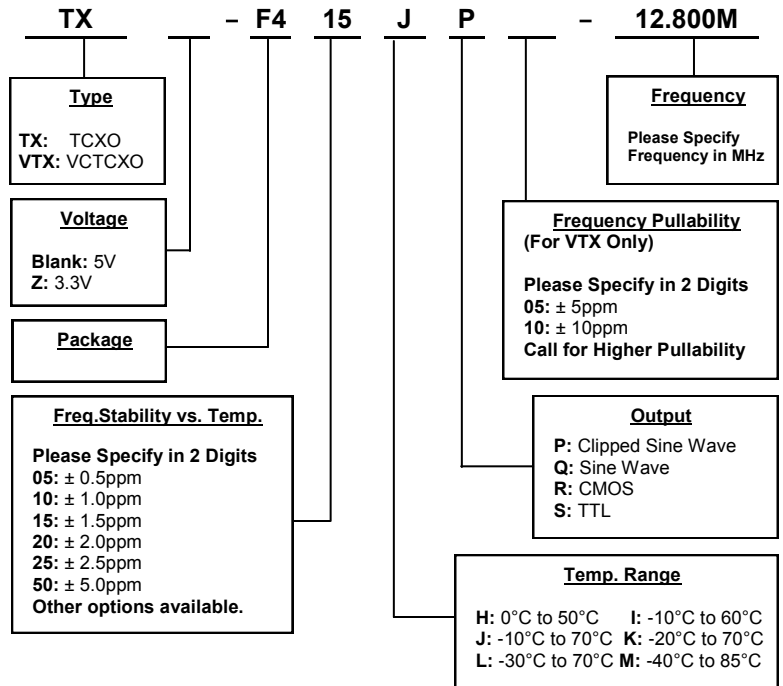 TX – F4 15 J P – 12.800M
Type
TX: TCXO
VTX: VCTCXO
Voltage
Blank: 5V
Z: 3.3V
Package
Freq.Stability vs. Temp.
Please Specify in 2 Digits
05: ± 0.5ppm
10: ± 1.0ppm
15: ± 1.5ppm
20: ± 2.0ppm
25: ± 2.5ppm
50: ± 5.0ppm
Other options available.
Frequency
Please Specify
Frequency in MHz
Frequency Pullability
(For VTX Only)
Please Specify in 2 Digits
05: ± 5ppm
10: ± 10ppm
Call for Higher Pullability
Output
P: Clipped Sine Wave
Q: Sine Wave
R: CMOS
S: TTL
Temp. Range
H: 0°C to 50°C I: -10°C to 60°C
J: -10°C to 70°C K: -20°C to 70°C
L: -30°C to 70°C M: -40°C to 85°C